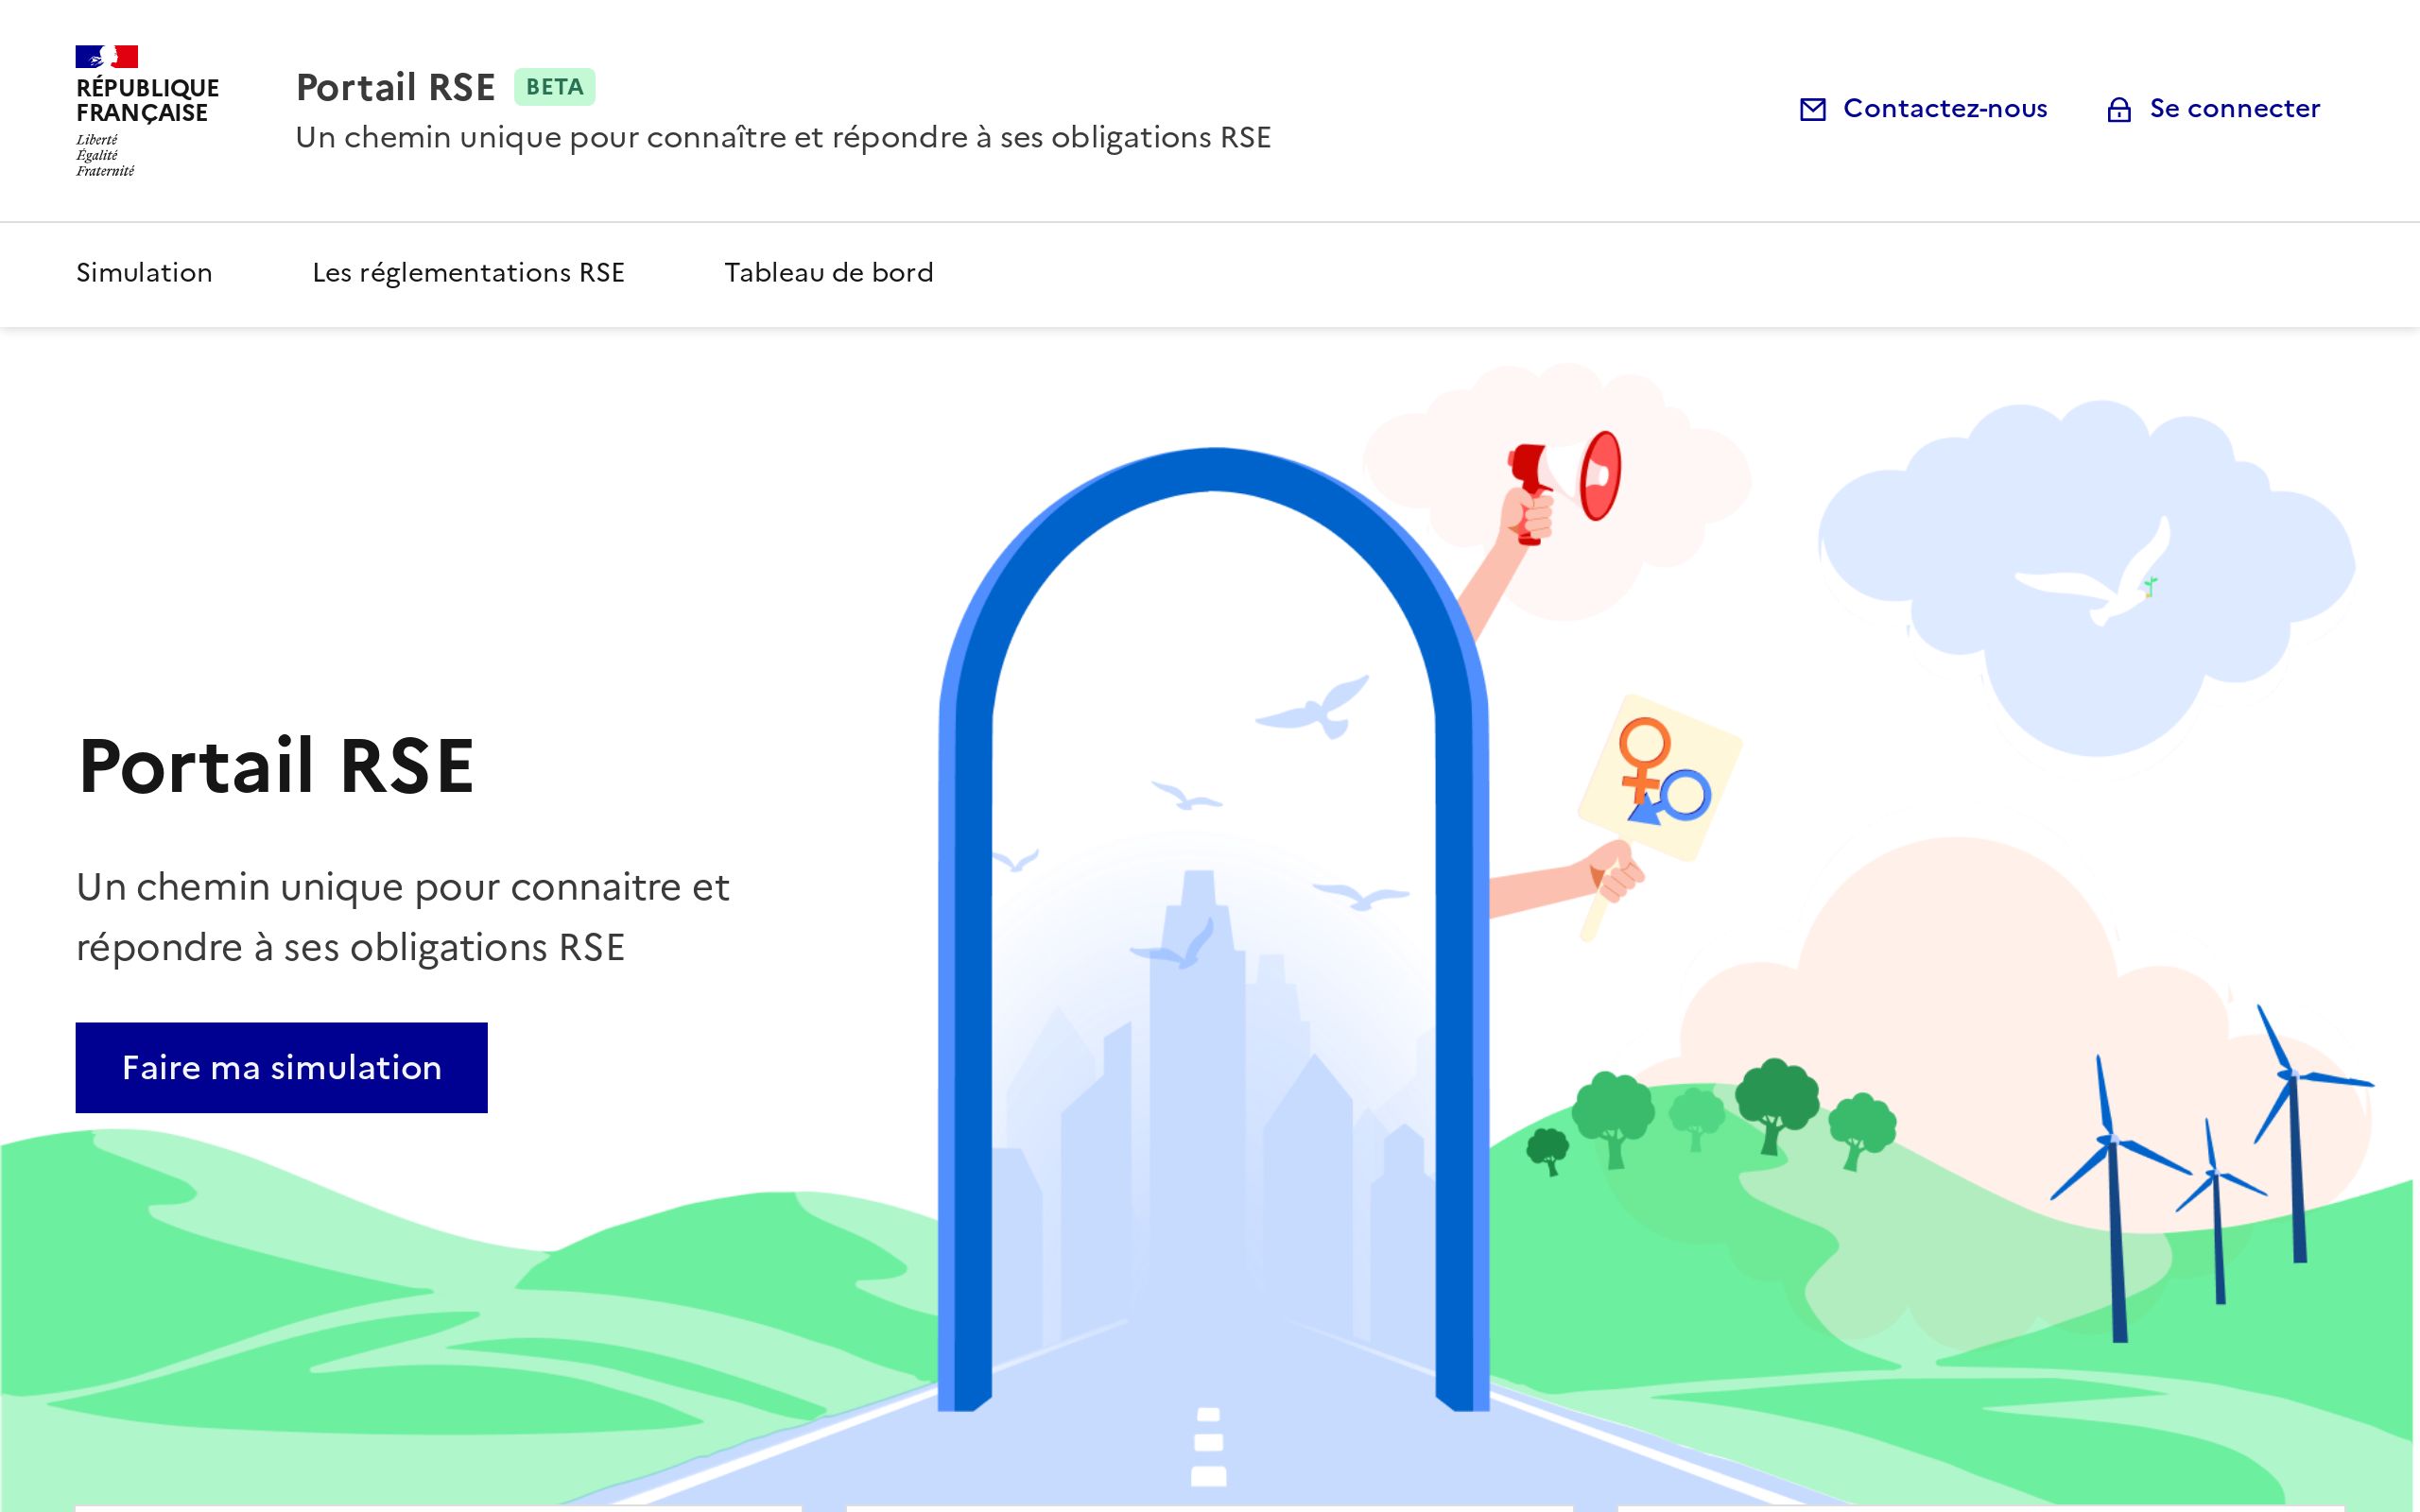 RÉPUBLIQUE
FRANÇAISE
Liberté
Égalité
Fraternité
Portail RSE BETA
Un chemin unique pour connaître et répondre à ses obligations RSE
Contactez-nous
Se connecter
Simulation
Les réglementations RSE
Tableau de bord
Portail RSE
Un chemin unique pour connaitre et
répondre à ses obligations RSE
Faire ma simulation